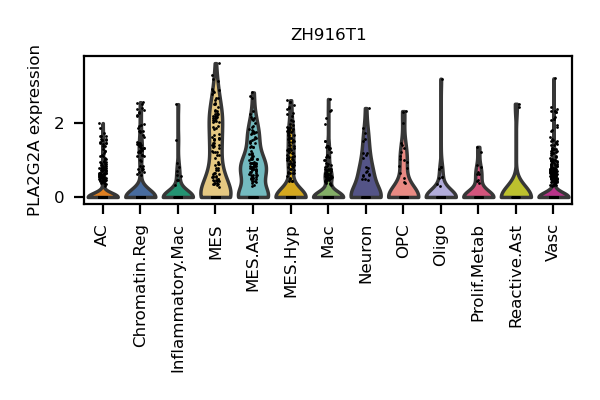 ZH916T1
PLA2G2A expression
2
0
AC
Chromatin.Reg
Inflammatory.Mac
MES
MES.Ast
MES.Hyp
Mac
Neuron
OPC
Oligo
Prolif.Metab
Reactive.Ast
Vasc